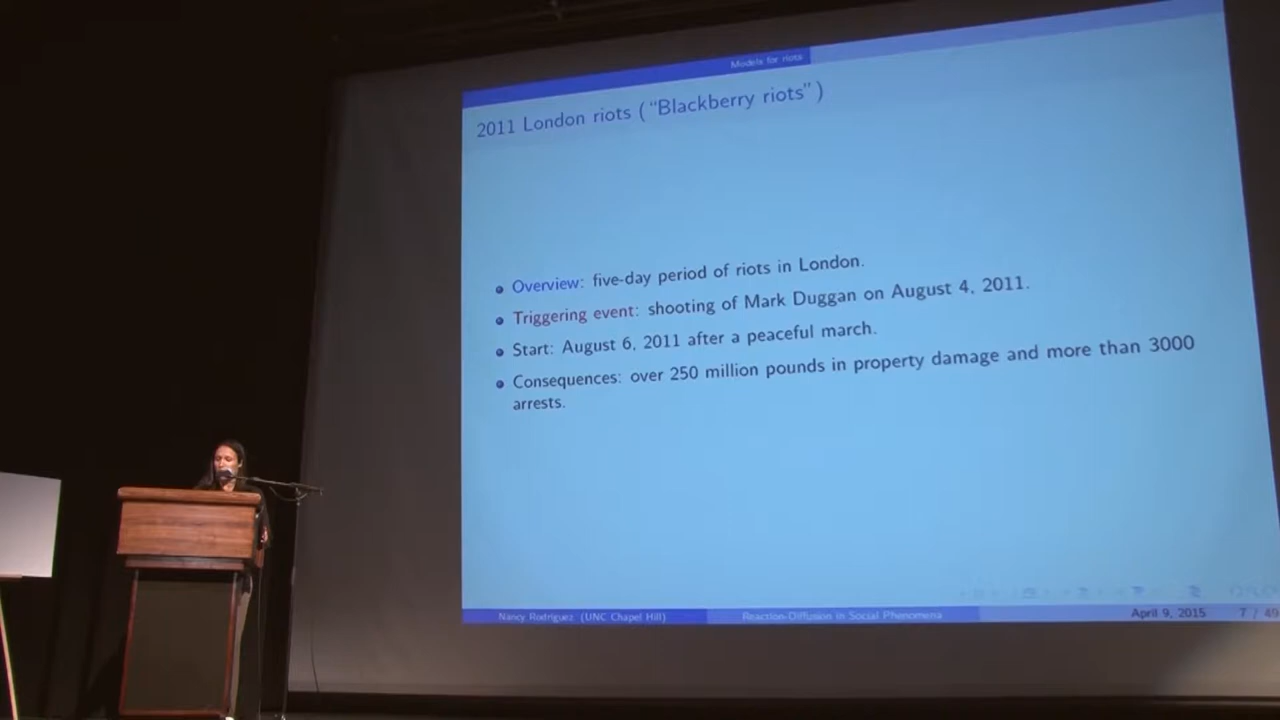 Models for riots
2011 London riots (“Blackberry riots”)
Overview: five-day period of riots in London.
Triggering event: shooting of Mark Duggan on August 4, 2011.
Start: August 6, 2011 after a peaceful march.
Consequences: over 250 million pounds in property damage and more than 3000
arrests.
Nancy Rodriguez (UNC Chapel Hill)
Reaction-Diffusion in Social Phenomena
April 9, 2015
7 / 49